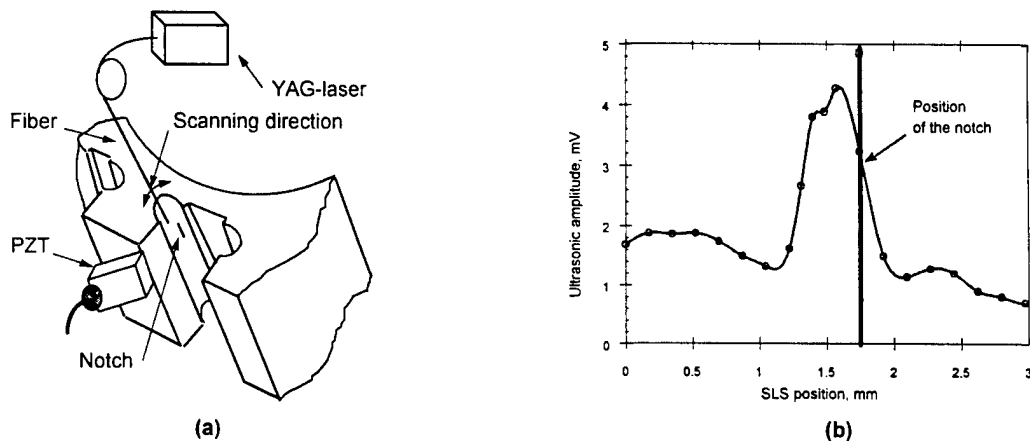 YAG-laser
Fiber
Scanning direction
PZT
Notch
(a)
Ultrasonic amplitude, mV
5
4
3
2
1
0
Position
of the notch
0
0.5
1
1.5
2
2.5
3
SLS position, mm
(b)